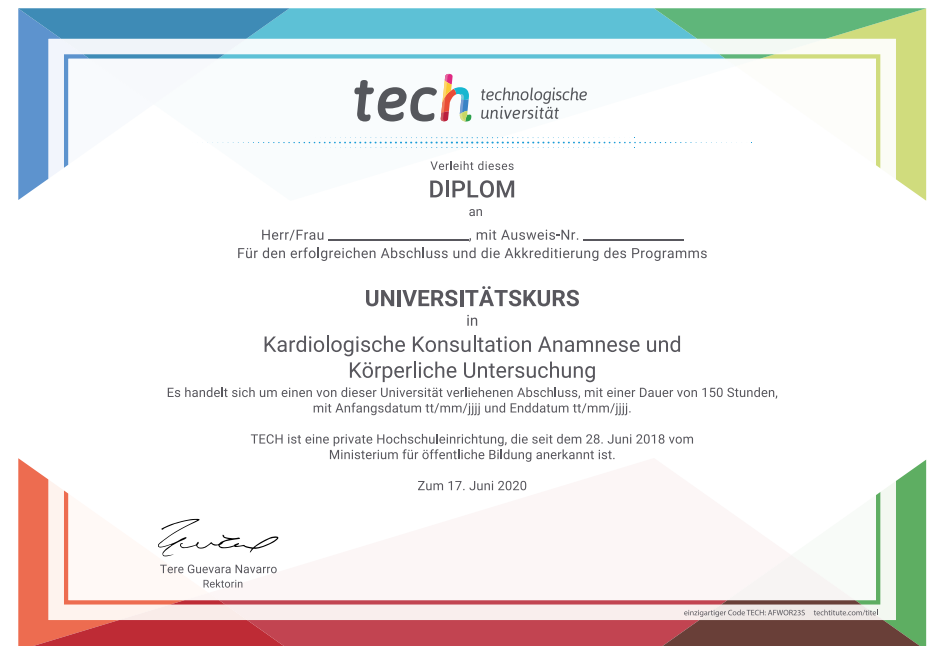 tech technologische
universität
Verleiht dieses
DIPLOM
an
Herr/Frau ________________, mit Ausweis-Nr. ____________
Für den erfolgreichen Abschluss und die Akkreditierung des Programms
UNIVERSITÄTSKURS
in
Kardiologische Konsultation Anamnese und
Körperliche Untersuchung
Es handelt sich um einen von dieser Universität verliehenen Abschluss, mit einer Dauer von 150 Stunden,
mit Anfangsdatum tt/mm/jjjj und Enddatum tt/mm/jjjj.
TECH ist eine private Hochschuleinrichtung, die seit dem 28. Juni 2018 vom
Ministerium für öffentliche Bildung anerkannt ist.
Zum 17. Juni 2020
Tere Guevara Navarro
Rektorin
einzigartiger Code TECH: AFWOR23S techtitute.com/titel